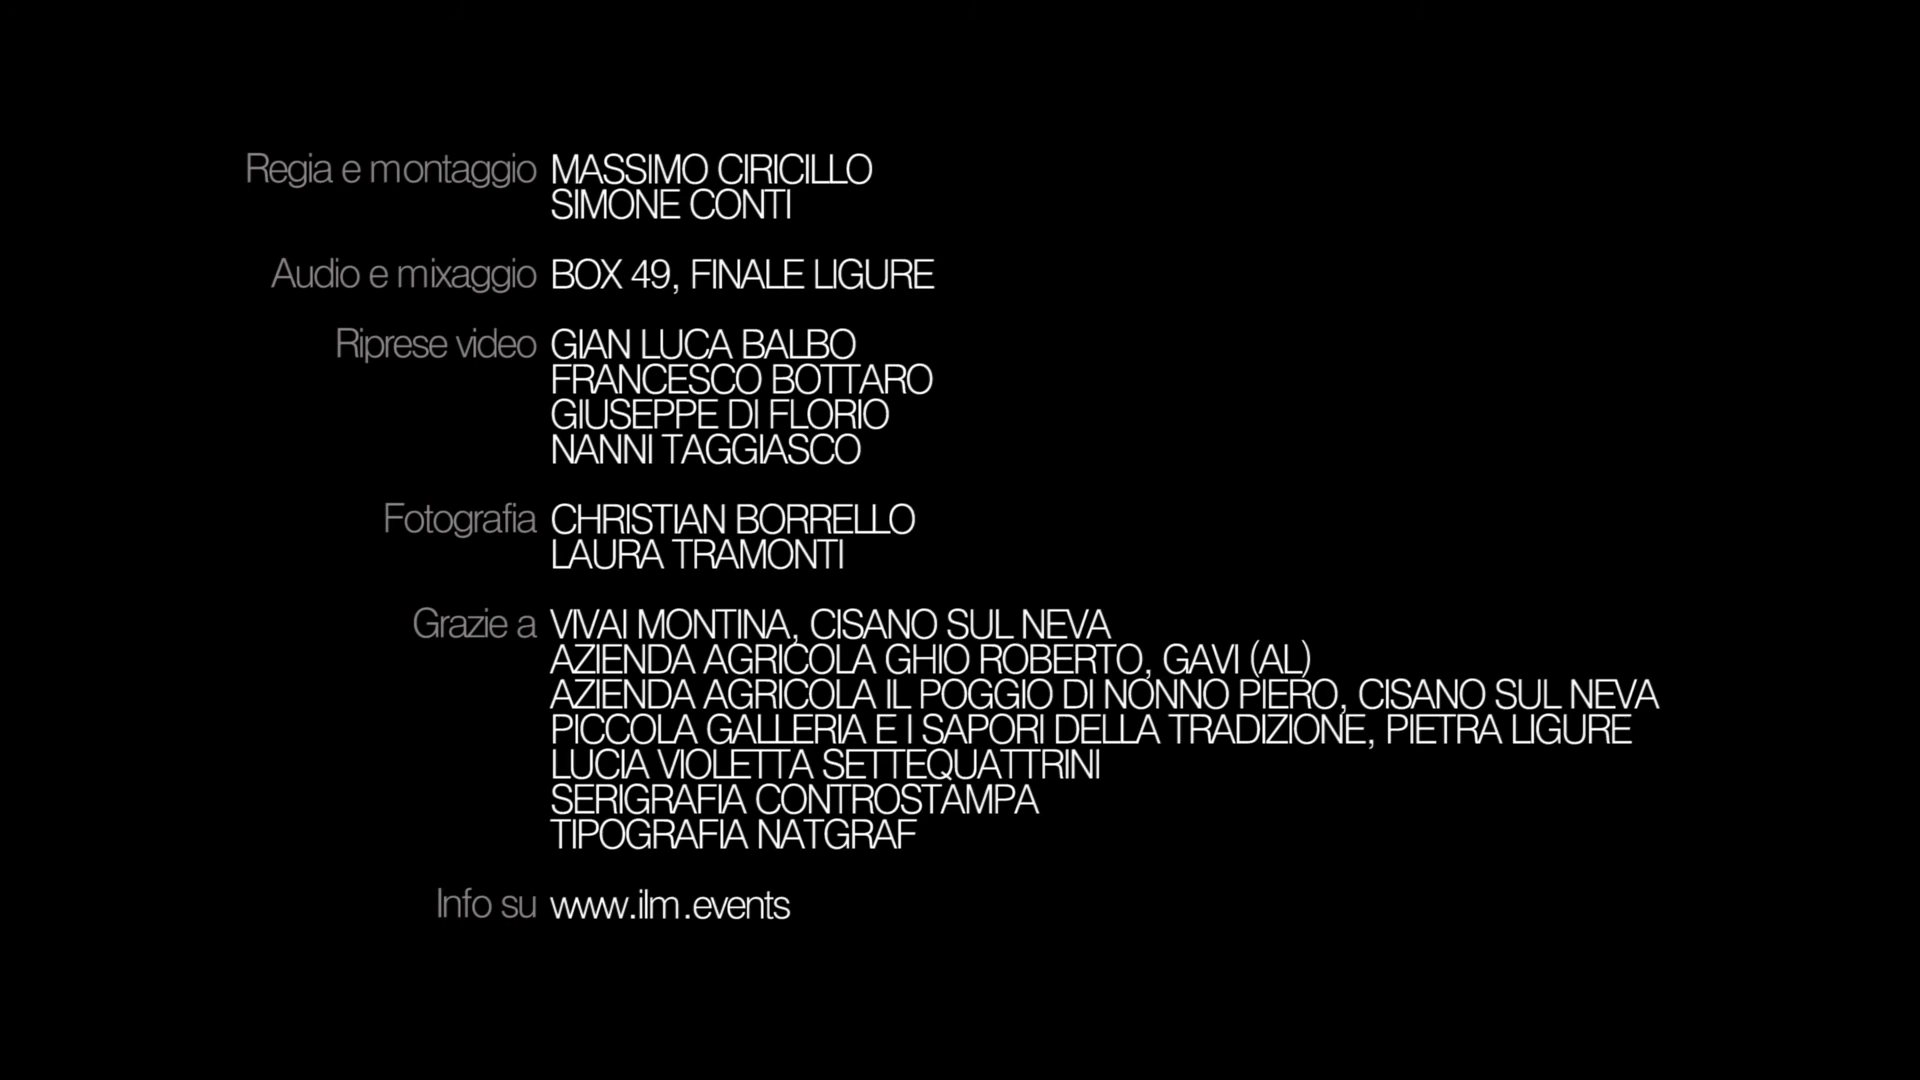 Regia e montaggio MASSIMO CIRICILLO
SIMONE CONTI
Audio e mixaggio BOX 49, FINALE LIGURE
Riprese video GIAN LUCA BALBO
FRANCESCO BOTTARO
GIUSEPPE DI FLORIO
NANNI TAGGIASCO
Fotografia CHRISTIAN BORRELLO
LAURA TRAMONTI
Grazie a VIVAI MONTINA, CISANO SUL NEVA
AZIENDA AGRICOLA GHIO ROBERTO, GAVI (AL)
AZIENDA AGRICOLA IL POGGIO DI NONNO PIERO, CISANO SUL NEVA
PICCOLA GALLERIA E I SAPORI DELLA TRADIZIONE, PIETRA LIGURE
LUCIA VIOLETTA SETTEQUATTRINI
SERIGRAFIA CONTROSTAMPA
TIPOGRAFIA NATGRAF
Info su www.ilm.events